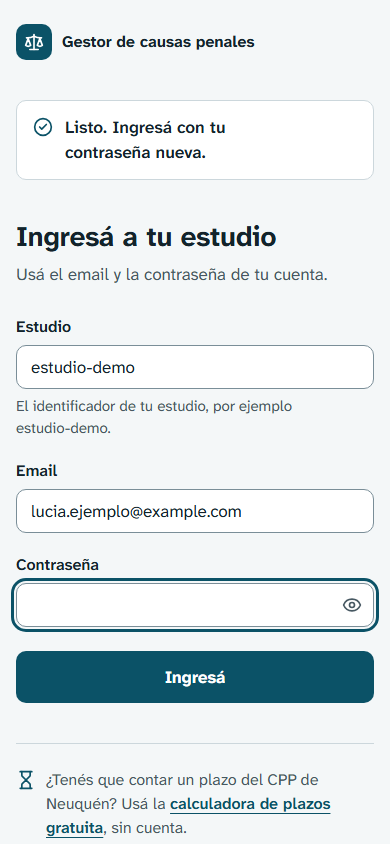 Gestor de causas penales
Listo. Ingresá con tu
contraseña nueva.
Ingresá a tu estudio
Usá el email y la contraseña de tu cuenta.
Estudio
estudio-demo
El identificador de tu estudio, por ejemplo
estudio-demo.
Email
lucia.ejemplo@example.com
Contraseña
Ingresá
¿Tenés que contar un plazo del CPP de
Neuquén? Usá la calculadora de plazos
gratuita, sin cuenta.